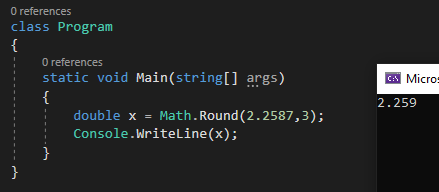 0 references
class Program
{
0 references
static void Main(string[] args)
{
double x = Math.Round(2.2587,3);
Console.WriteLine(x);
}
}
Micros
2.259